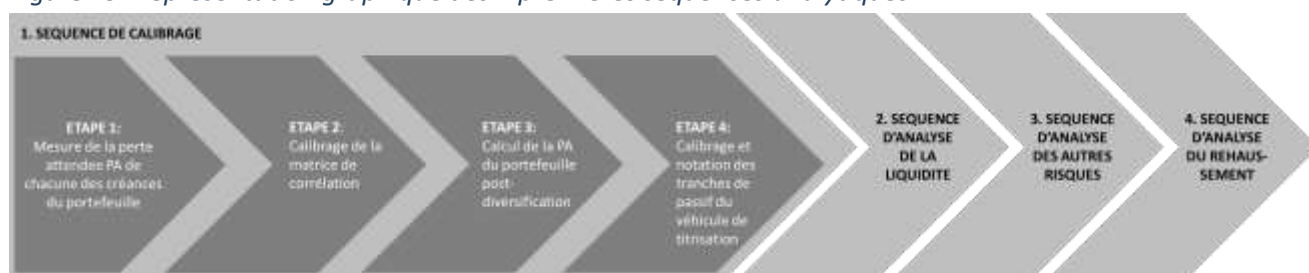 1. SEQUENCE DE CALIBRAGE
ETAPE 1:
Mesure de la perte
attendee PA de
chacune des créances
du portefeuille
ETAPE 2:
Calibrage de la
matrice de
corrélation
ETAPE 3:
Calcul de la PA
du portefeuille
post-
diversification
ETAPE 4:
Calibrage et
notation des
tranches de
passif du
véhicule de
titrisation
2. SEQUENCE
D'ANALYSE
DE LA
LIQUIDITE
3. SEQUENCE
D'ANALYSE
DES AUTRES
RISQUES
4. SEQUENCE
D'ANALYSE
DU REHAUS-
SEMENT